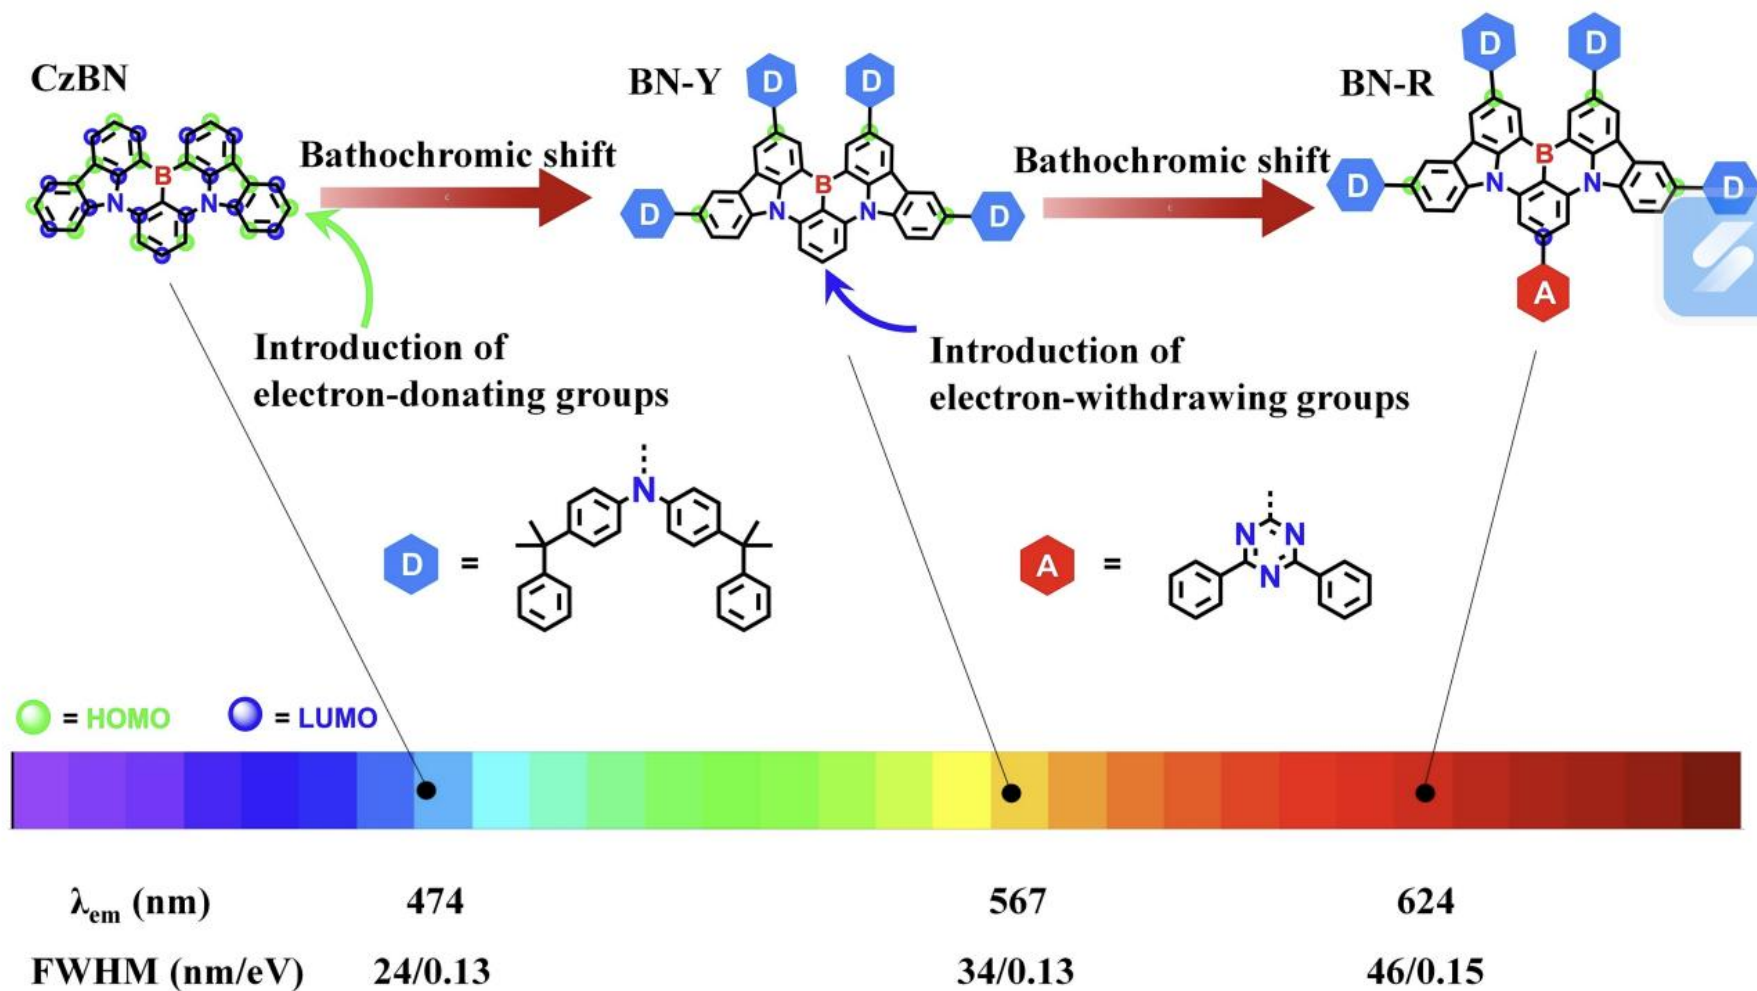 CzBN
BN-Y
BN-R
D
D
D
D
B
N
N
Bathochromic shift
B
N
N
D
D
Bathochromic shift
B
N
N
D
D
D
D
A
Introduction of
electron-donating groups
Introduction of
electron-withdrawing groups
D
=
N
A
=
N
N
N
= HOMO
= LUMO
λem (nm)
474
567
624
FWHM (nm/eV)
24/0.13
34/0.13
46/0.15